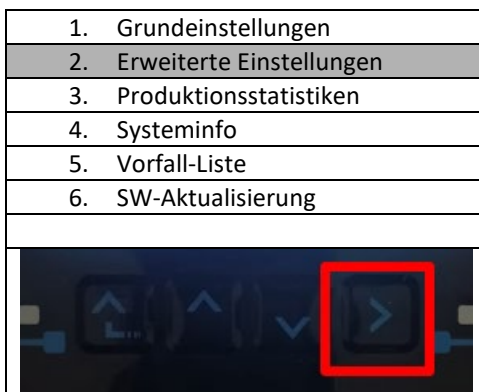 1. Grundeinstellungen
2. Erweiterte Einstellungen
3. Produktionsstatistiken
4. Systeminfo
5. Vorfall-Liste
6. SW-Aktualisierung